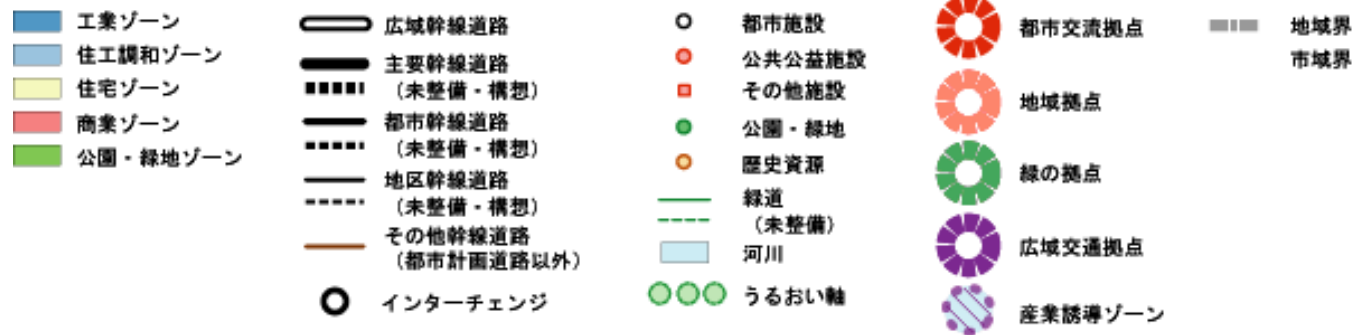 工業ゾーン
住工調和ゾーン
住宅ゾーン
商業ゾーン
公園・緑地ゾーン
広域幹線道路
主要幹線道路
（未整備・構想）
都市幹線道路
（未整備・構想）
地区幹線道路
（未整備・構想）
その他幹線道路
（都市計画道路以外）
インターチェンジ
都市施設
公共公益施設
その他施設
公園・緑地
歴史資源
緑道
（未整備）
河川
うるおい軸
都市交流拠点
地域拠点
緑の拠点
広域交通拠点
産業誘導ゾーン
地域界
市域界